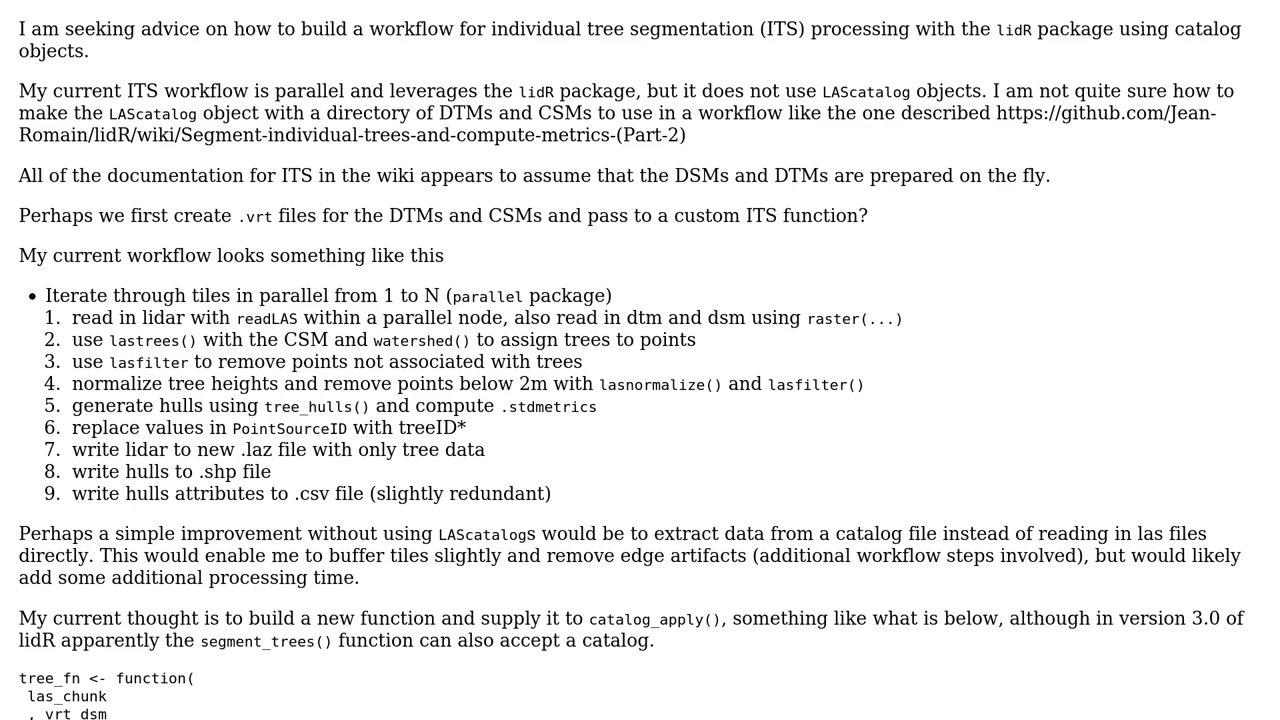 I am seeking advice on how to build a workflow for individual tree segmentation (ITS) processing with the lidR package using catalog
objects.
My current ITS workflow is parallel and leverages the lidR package, but it does not use LAScatalog objects. I am not quite sure how to
make the LAScatalog object with a directory of DTMs and CSMs to use in a workflow like the one described https://github.com/Jean-
Romain/lidR/wiki/Segment-individual-trees-and-compute-metrics-(Part-2)
All of the documentation for ITS in the wiki appears to assume that the DSMs and DTMs are prepared on the fly.
Perhaps we first create .vrt files for the DTMs and CSMs and pass to a custom ITS function?
My current workflow looks something like this
• Iterate through tiles in parallel from 1 to N (parallel package)
1. read in lidar with readLAS within a parallel node, also read in dtm and dsm using raster(...)
2. use lastrees() with the CSM and watershed() to assign trees to points
3. use lasfilter to remove points not associated with trees
4. normalize tree heights and remove points below 2m with lasnormalize() and lasfilter()
5. generate hulls using tree_hulls() and compute .stdmetrics
6. replace values in PointSourceID with treeID*
7. write lidar to new .laz file with only tree data
8. write hulls to .shp file
9. write hulls attributes to .csv file (slightly redundant)
Perhaps a simple improvement without using LAScatalogs would be to extract data from a catalog file instead of reading in las files
directly. This would enable me to buffer tiles slightly and remove edge artifacts (additional workflow steps involved), but would likely
add some additional processing time.
My current thought is to build a new function and supply it to catalog_apply(), something like what is below, although in version 3.0 of
lidR apparently the segment_trees() function can also accept a catalog.
tree_fn <- function(
las_chunk
, vrt_dsm